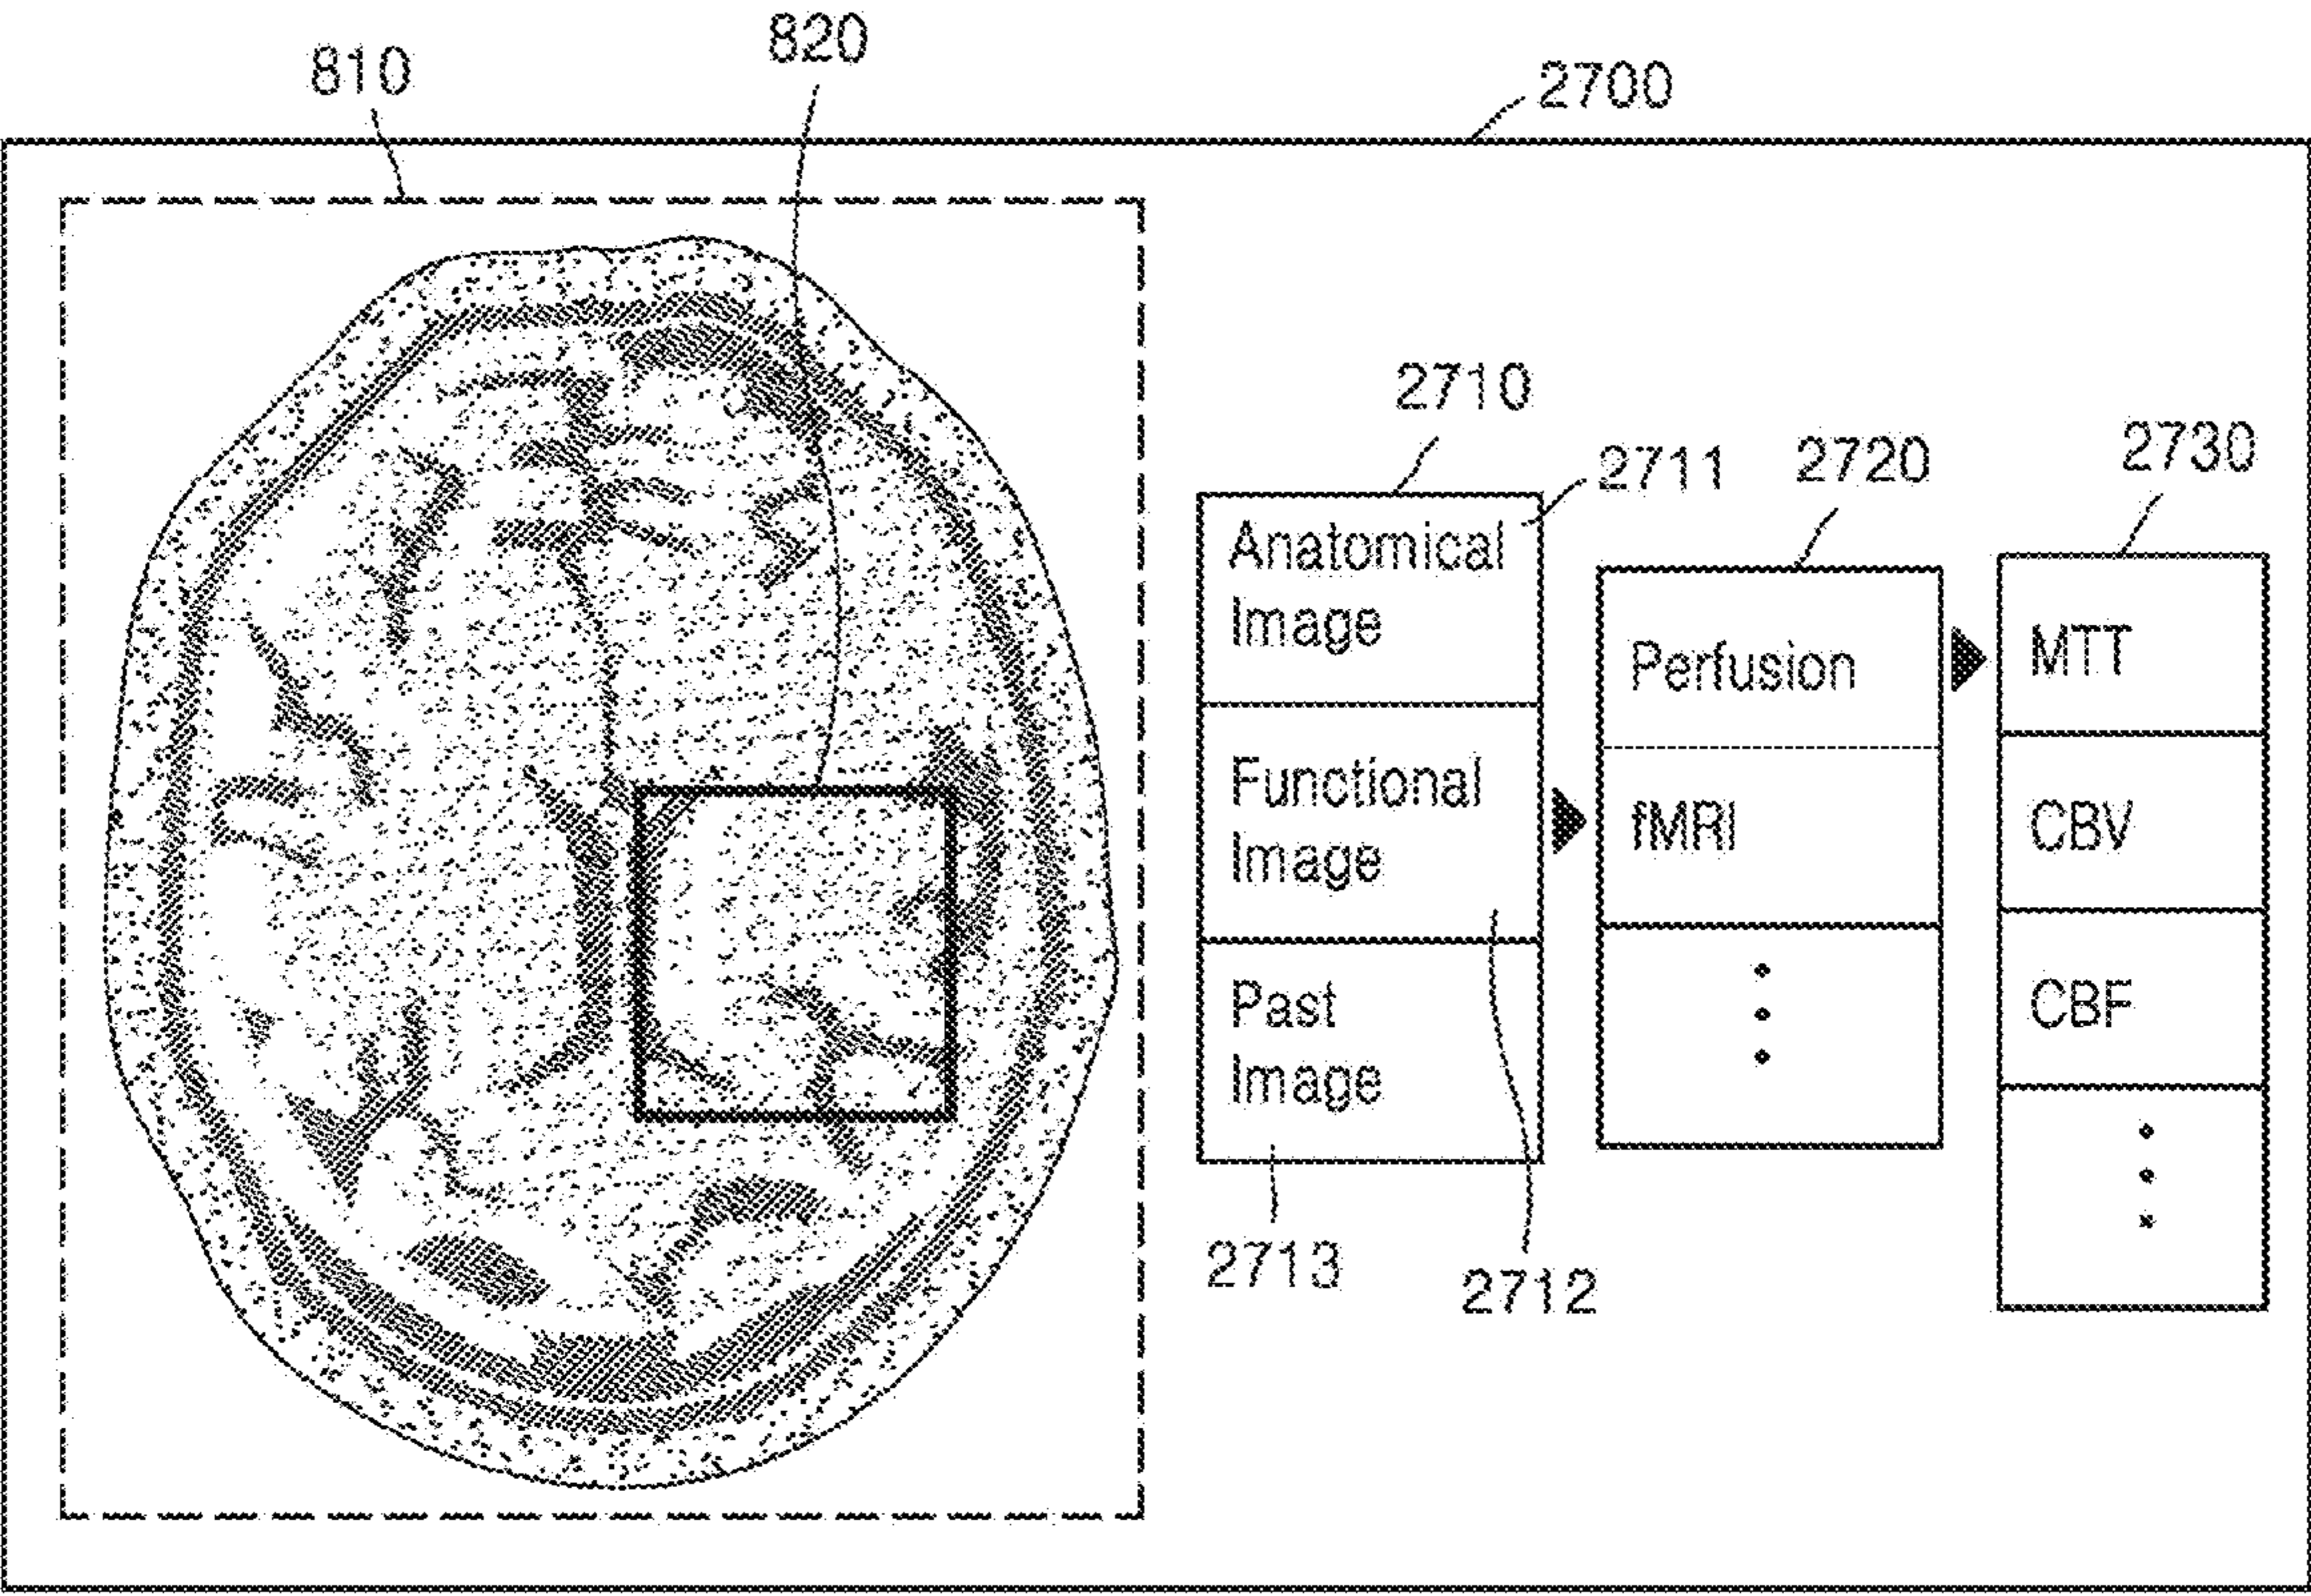 820
810
2700
2710
2711
2720
2730
Anatomical
Image
Functional
Image
Past
Image
Perfusion
fMRI
MTT
CBV
CBF
2713
2712